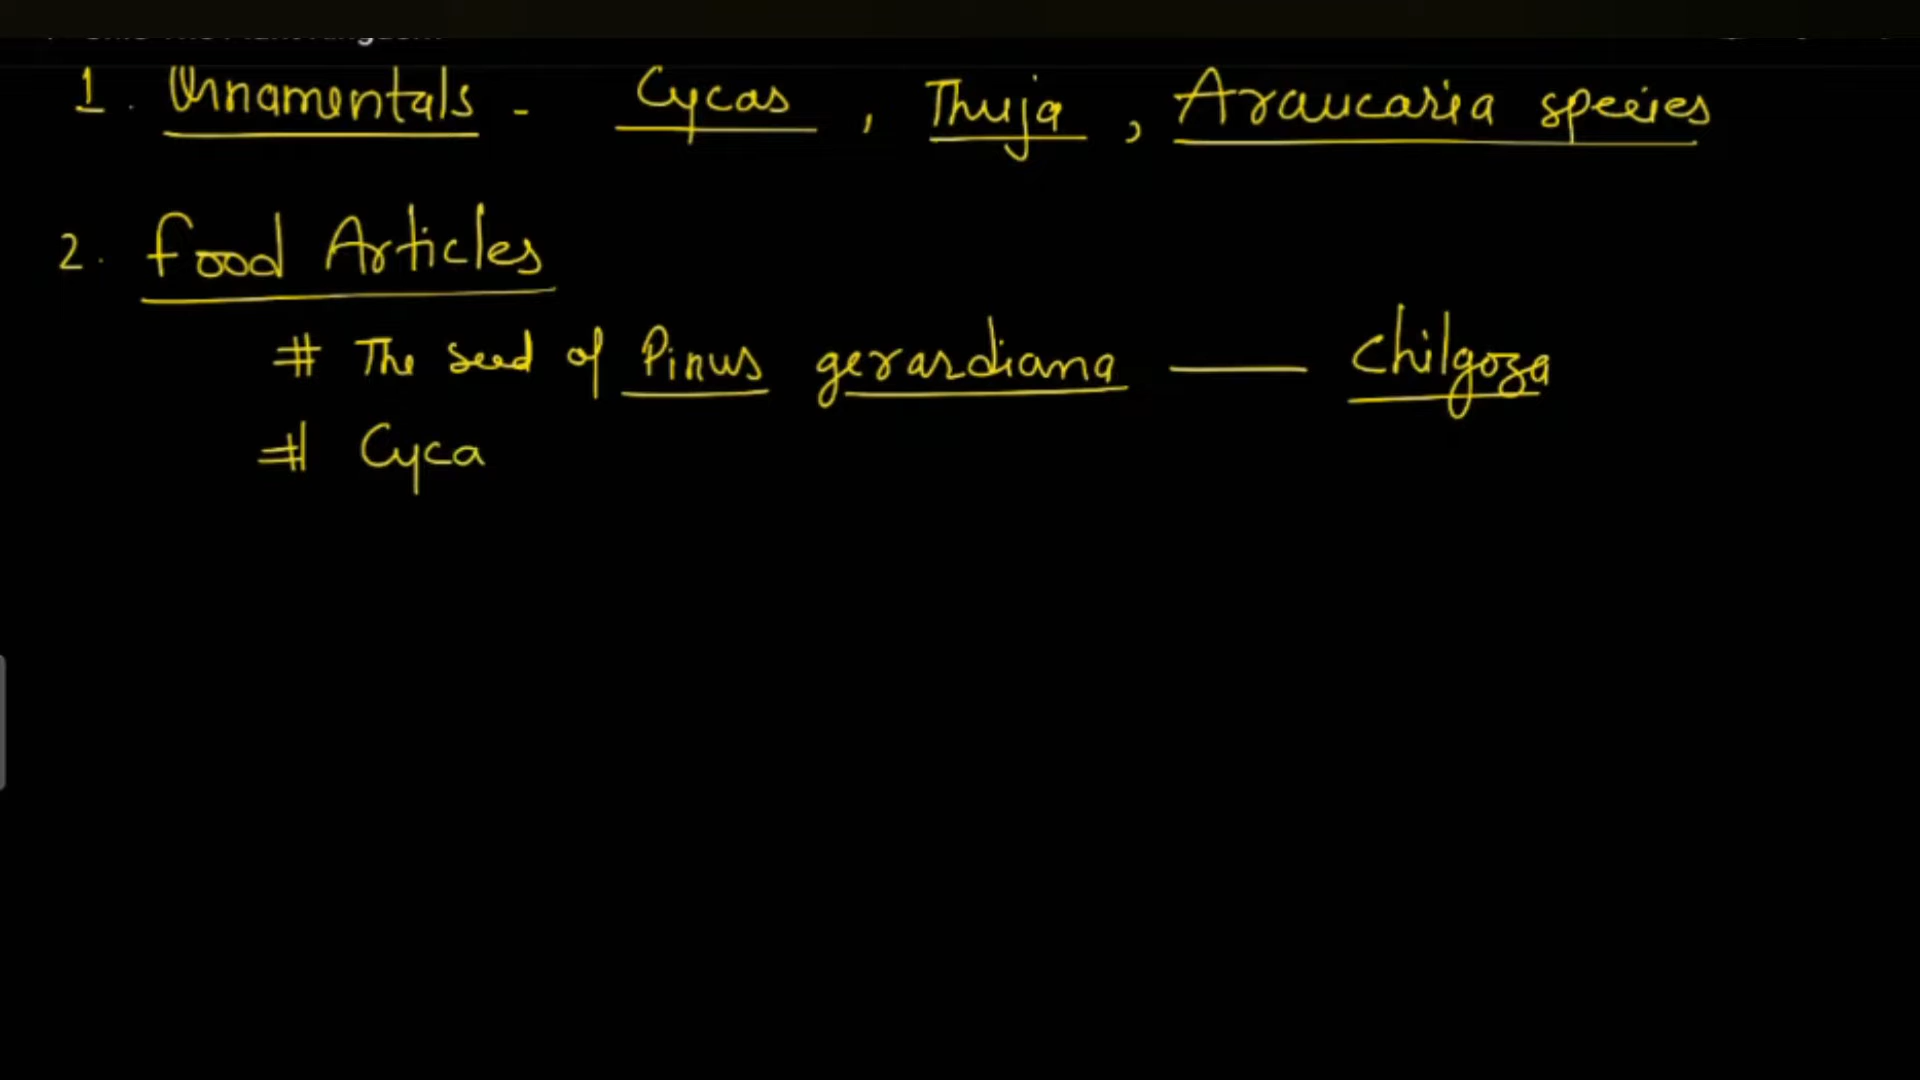 1. Ornamentals - Cycas, Thuja, Araucaria species
2. Food Articles
# The seed of Pinus gerardiana — Chilgoza
# Cyca